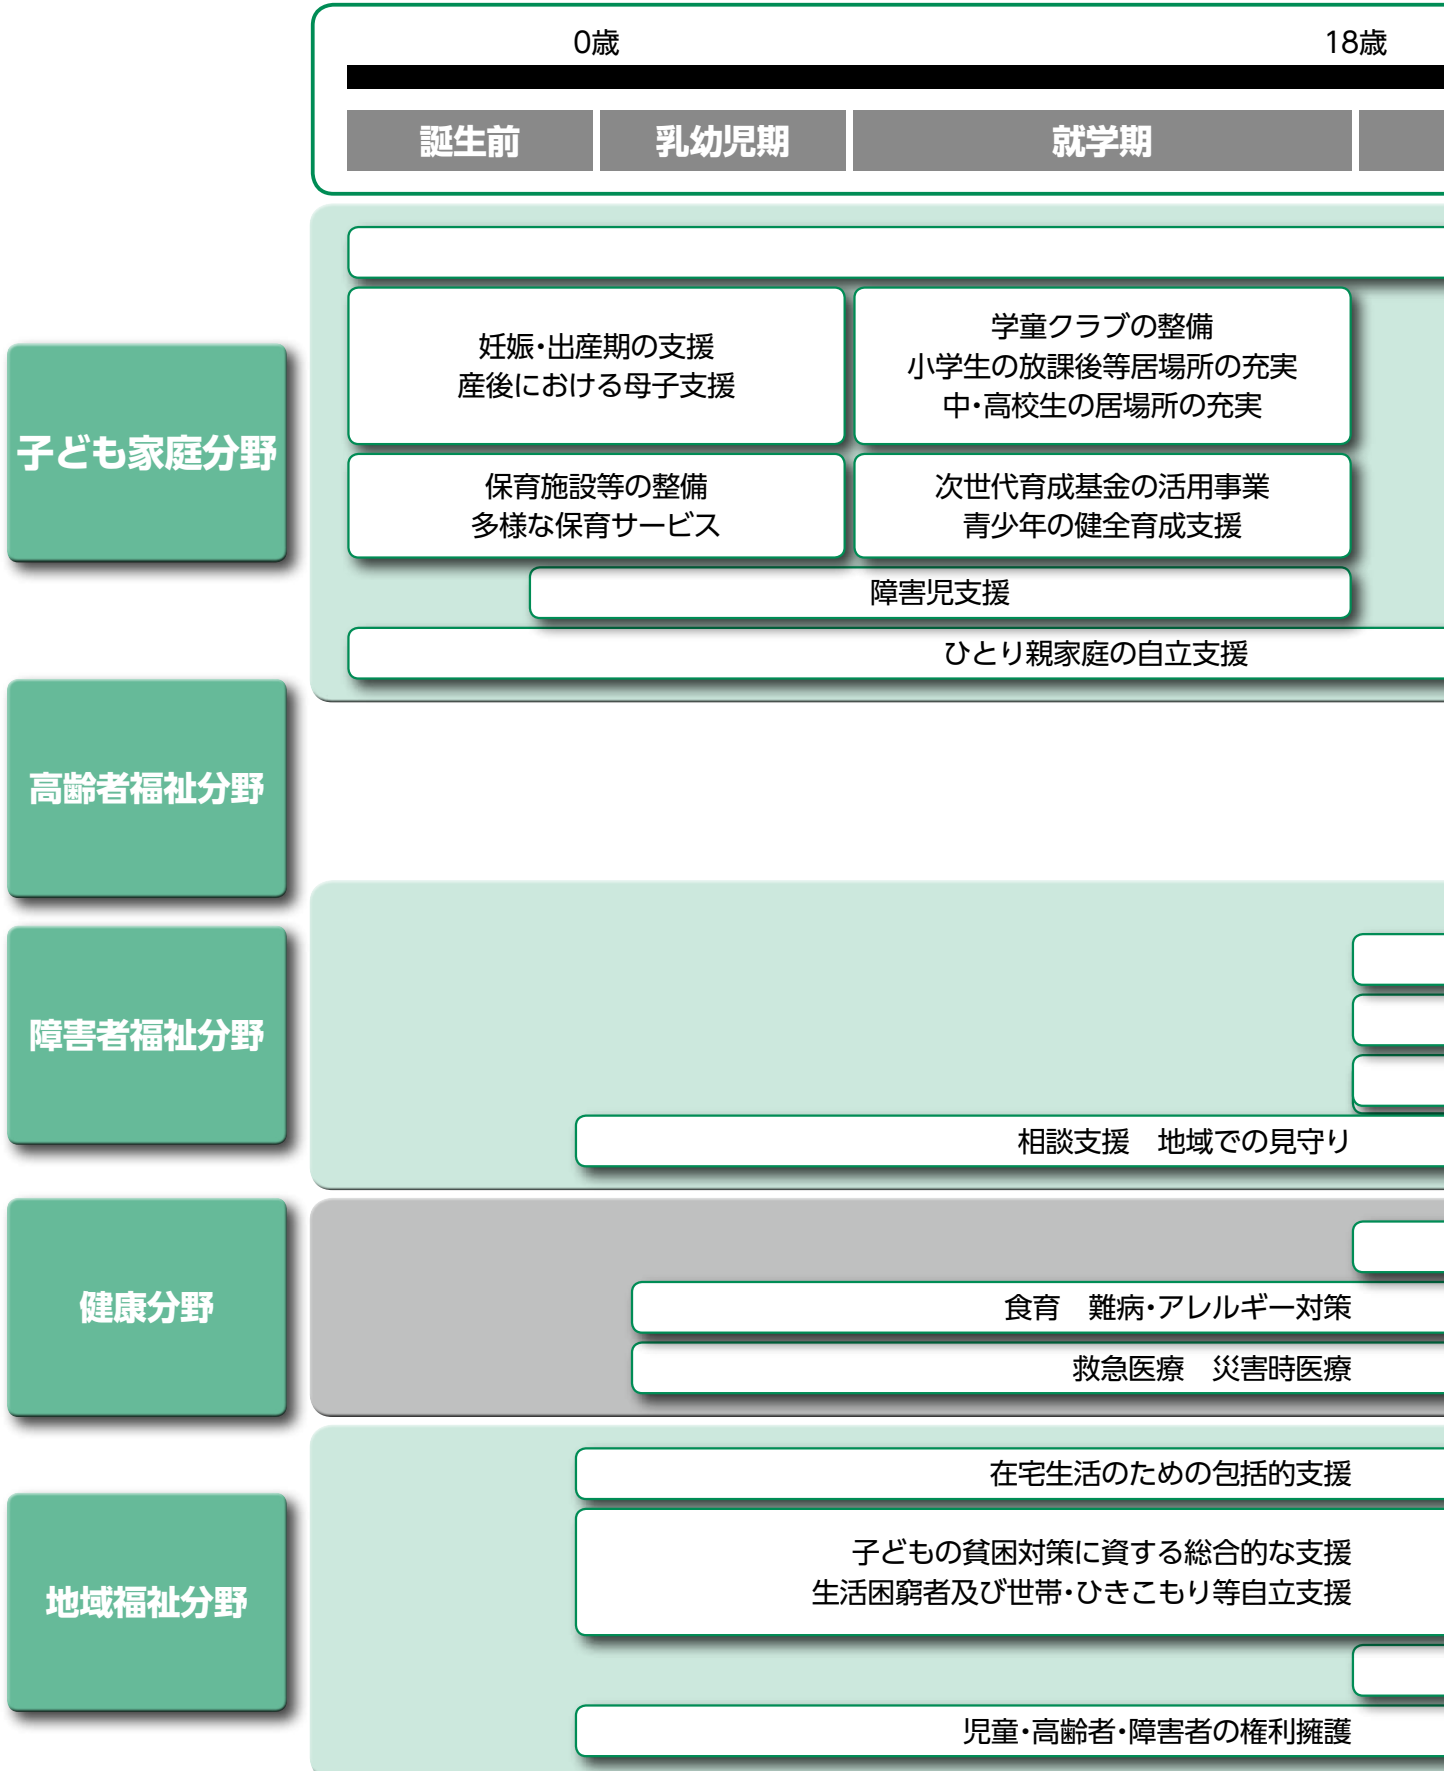 0歳
18歳
誕生前
乳幼児期
就学期
子ども家庭分野
妊娠・出産期の支援
産後における母子支援
学童クラブの整備
小学生の放課後等居場所の充実
中・高校生の居場所の充実
保育施設等の整備
多様な保育サービス
次世代育成基金の活用事業
青少年の健全育成支援
障害児支援
ひとり親家庭の自立支援
高齢者福祉分野
障害者福祉分野
相談支援　地域での見守り
健康分野
食育　難病・アレルギー対策
救急医療　災害時医療
地域福祉分野
在宅生活のための包括的支援
子どもの貧困対策に資する総合的な支援
生活困窮者及び世帯・ひきこもり等自立支援
児童・高齢者・障害者の権利擁護